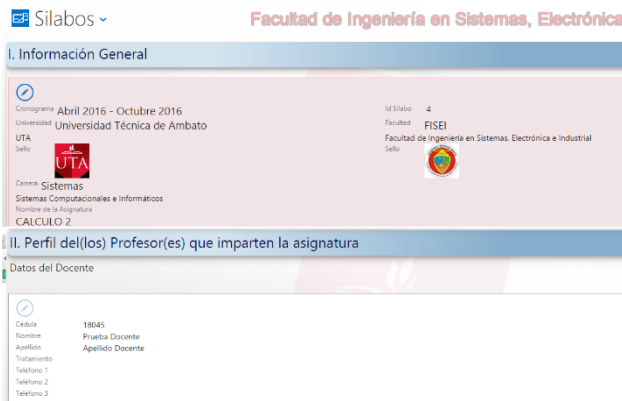 Silabos
Facultad de Ingeniería en Sistemas, Electrónica
I. Información General
Cronograma Abril 2016 - Octubre 2016
Id Silabo 4
Universidad Universidad Técnica de Ambato
Facultad FISEI
UTA
Facultad de Ingeniería en Sistemas, Electrónica e Industrial
Sello
Sello
UTA
Carrera Sistemas
Sistemas Computacionales e Informáticos
Nombre de la Asignatura
CALCULO 2
II. Perfil del(los) Profesor(es) que imparten la asignatura
Datos del Docente
Cédula 18045
Nombre Prueba Docente
Apellido Apellido Docente
Tratamiento
Teléfono 1
Teléfono 2
Teléfono 3